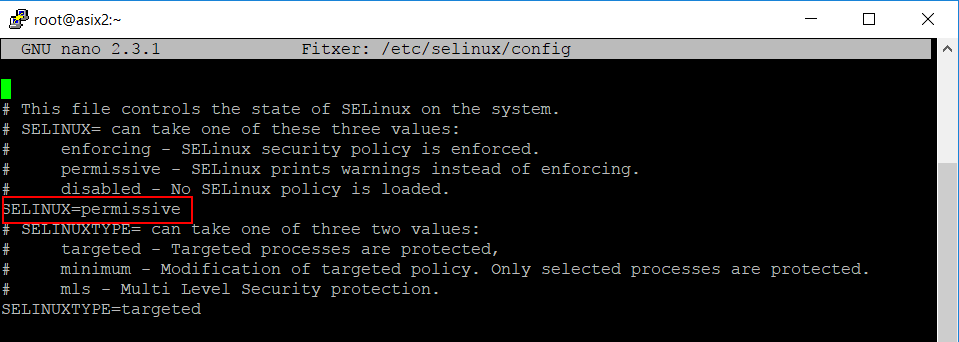 root@asix2:~
GNU nano 2.3.1 Fitxer: /etc/selinux/config
# This file controls the state of SELinux on the system.
# SELINUX= can take one of these three values:
#     enforcing - SELinux security policy is enforced.
#     permissive - SELinux prints warnings instead of enforcing.
#     disabled - No SELinux policy is loaded.
SELINUX=permissive
# SELINUXTYPE= can take one of three two values:
#     targeted - Targeted processes are protected,
#     minimum - Modification of targeted policy. Only selected processes are protected.
#     mls - Multi Level Security protection.
SELINUXTYPE=targeted